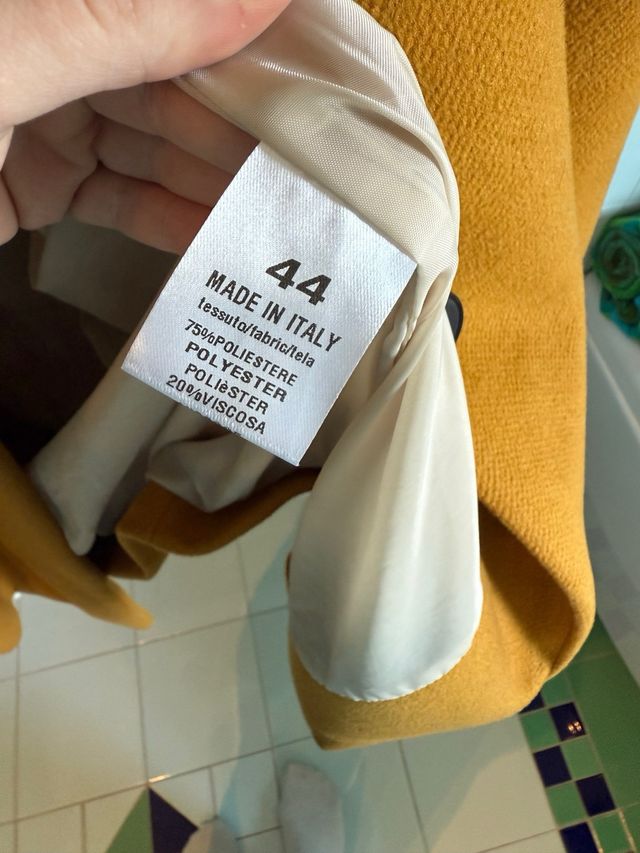 44
MADE IN ITALY
tessuto/fabric/tela
75%POLIESTERE
POLYESTER
POLIèSTER
20%VISCOSA